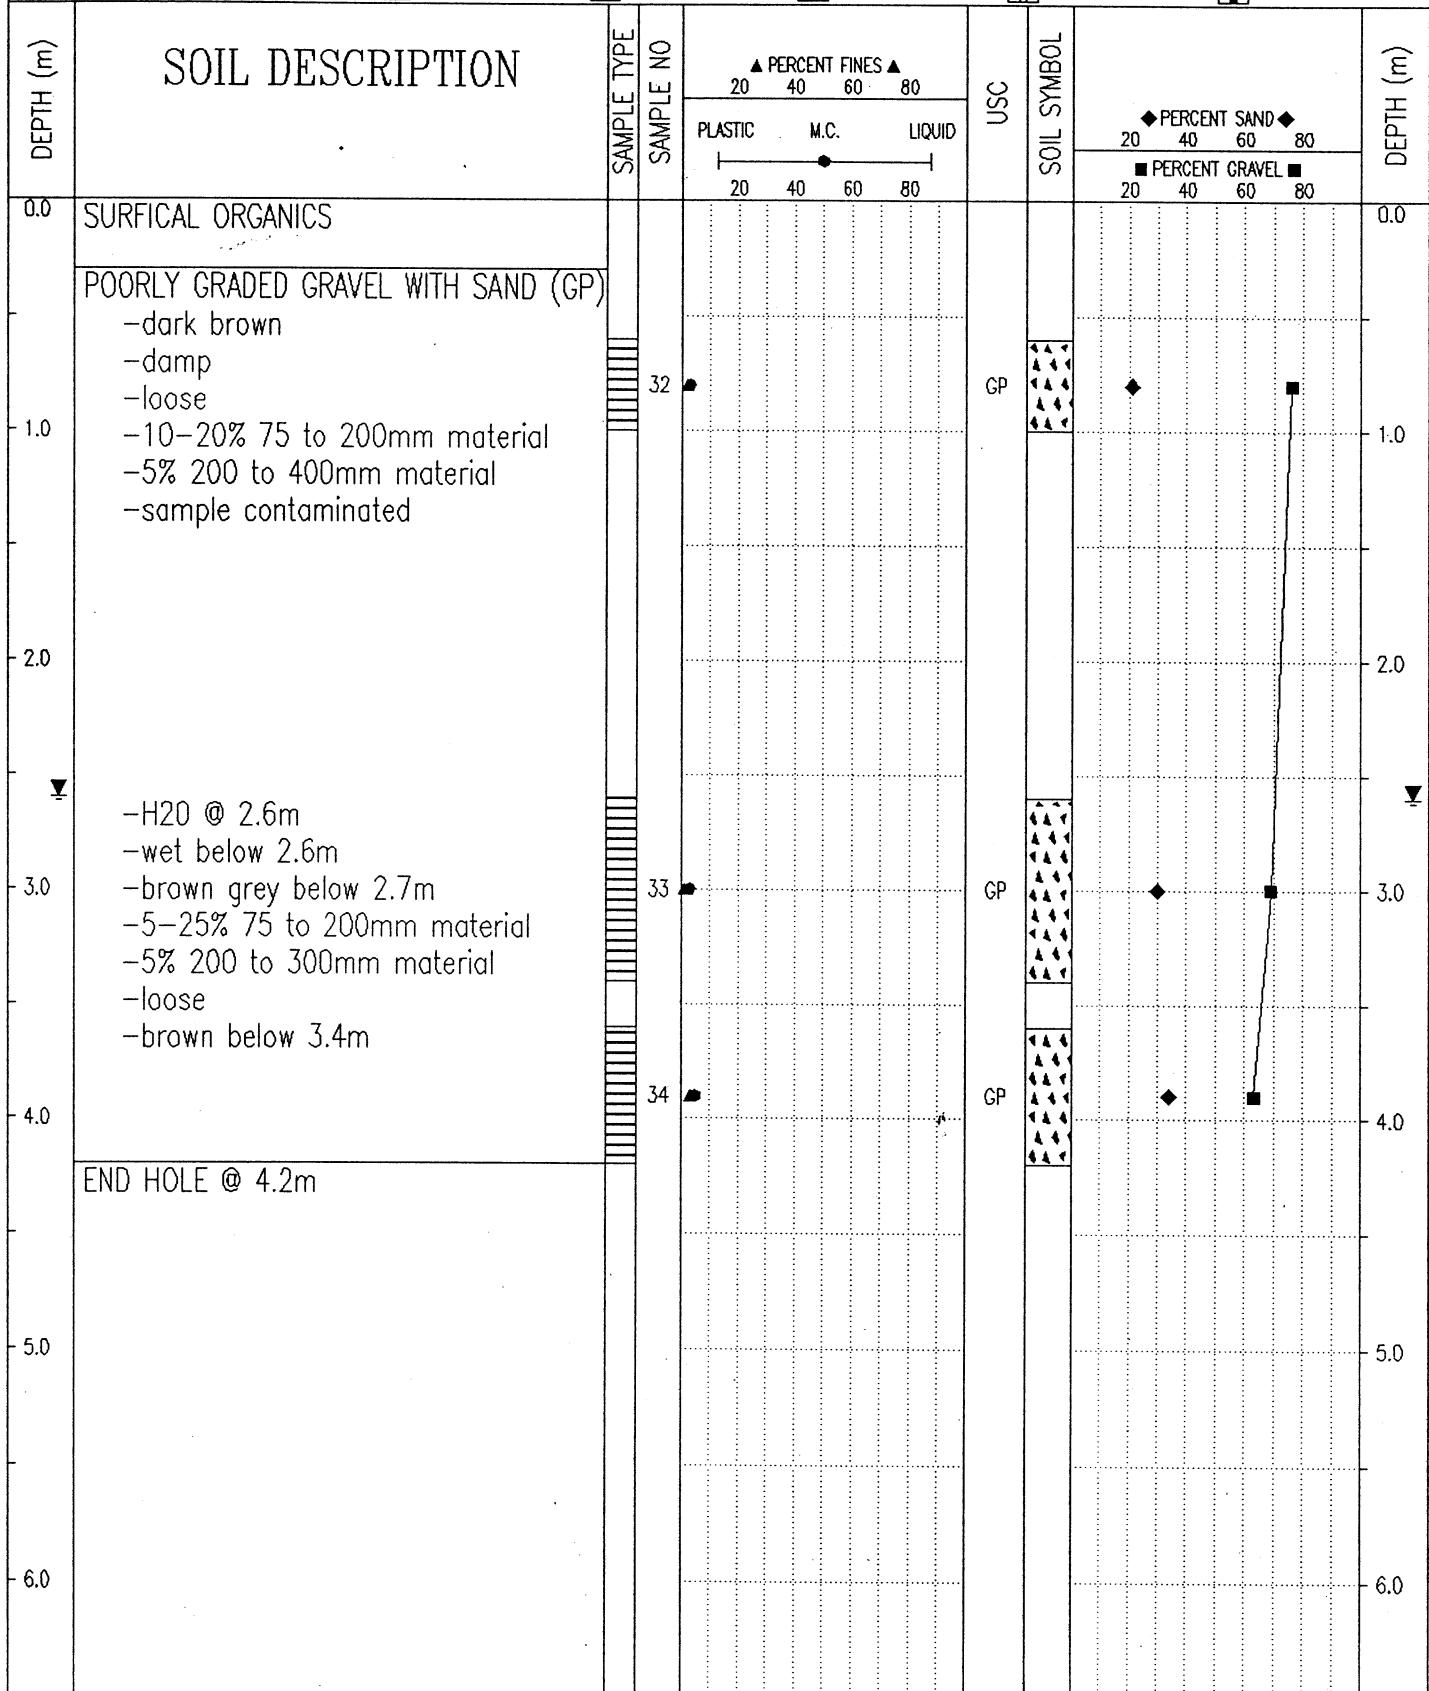 DEPTH (m)
SOIL DESCRIPTION
SAMPLE TYPE
SAMPLE NO
▲ PERCENT FINES ▲
20 40 60 80
PLASTIC M.C. LIQUID
20 40 60 80
USC
SOIL SYMBOL
◆ PERCENT SAND ◆
20 40 60 80
■ PERCENT GRAVEL ■
20 40 60 80
DEPTH (m)
0.0 SURFICAL ORGANICS 0.0
POORLY GRADED GRAVEL WITH SAND (GP)
-dark brown
-damp
32 GP
-loose
1.0 -10-20% 75 to 200mm material 1.0
-5% 200 to 400mm material
-sample contaminated
2.0 2.0
-H20 @ 2.6m
-wet below 2.6m
3.0 -brown grey below 2.7m 33 GP 3.0
-5-25% 75 to 200mm material
-5% 200 to 300mm material
-loose
-brown below 3.4m
34 GP
4.0 4.0
END HOLE @ 4.2m
5.0 5.0
6.0 6.0